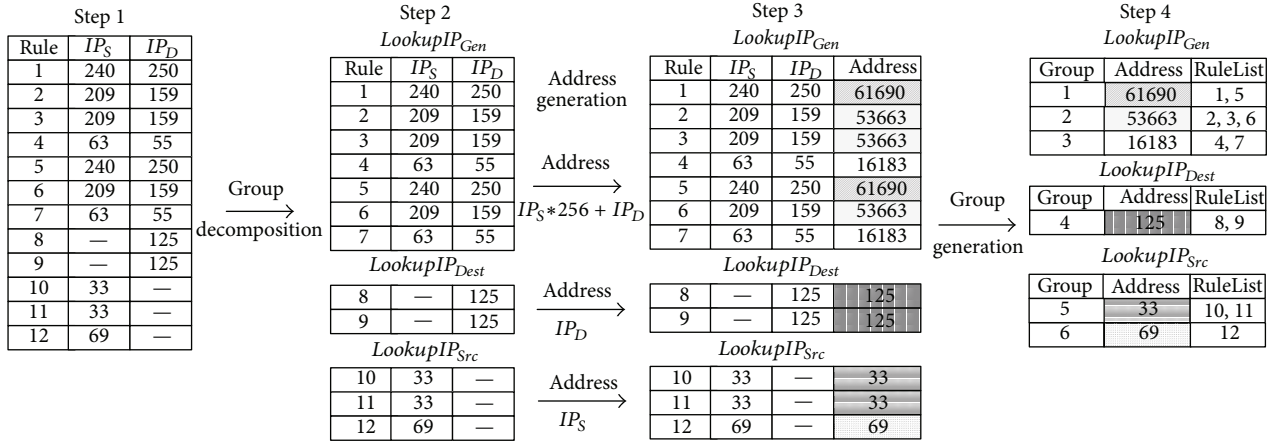 Step 1
Rule IP_S IP_D
1 240 250
2 209 159
3 209 159
4 63 55
5 240 250
6 209 159
7 63 55
8 — 125
9 — 125
10 33 —
11 33 —
12 69 —
Group
decomposition
Step 2
LookupIP_Gen
Rule IP_S IP_D
1 240 250
2 209 159
3 209 159
4 63 55
5 240 250
6 209 159
7 63 55
LookupIP_Dest
8 — 125
9 — 125
LookupIP_Src
10 33 —
11 33 —
12 69 —
Address
generation
Address
IP_S*256 + IP_D
Address
IP_D
Address
IP_S
Step 3
LookupIP_Gen
Rule IP_S IP_D Address
1 240 250 61690
2 209 159 53663
3 209 159 53663
4 63 55 16183
5 240 250 61690
6 209 159 53663
7 63 55 16183
LookupIP_Dest
8 — 125 125
9 — 125 125
LookupIP_Src
10 33 — 33
11 33 — 33
12 69 — 69
Group
generation
Step 4
LookupIP_Gen
Group Address RuleList
1 61690 1, 5
2 53663 2, 3, 6
3 16183 4, 7
LookupIP_Dest
Group Address RuleList
4 125 8, 9
LookupIP_Src
Group Address RuleList
5 33 10, 11
6 69 12